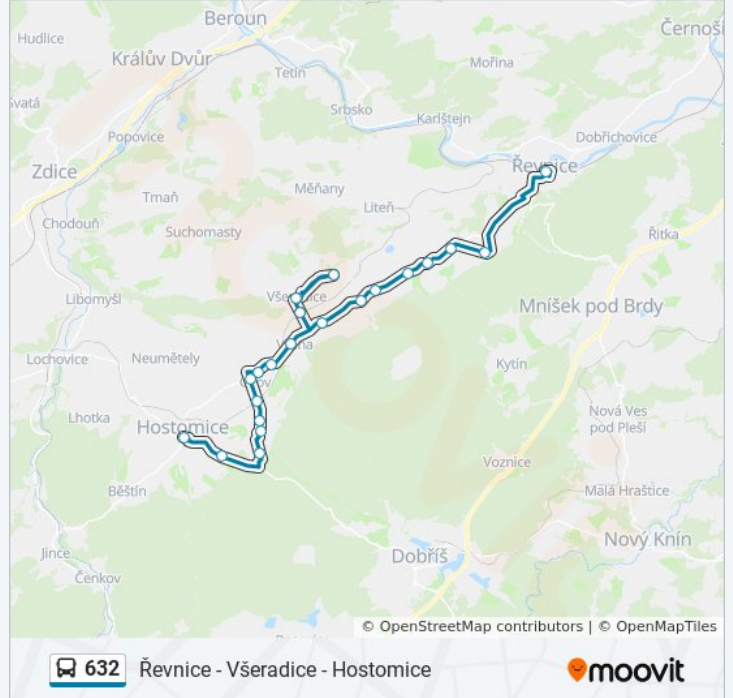 Beroun
Černoši
Hudlice
Králův Dvůr
Mořina
Tetín
Svatá
Srbsko
Karlštejn
Popovice
Dobřichovice
Řevnice
Zdice
Měňany
Tmaň
Liteň
Chodouň
Suchomasty
Řitka
Libomyšl
Mníšek pod Brdy
Lochovice
Neumětely
Kytín
Lhotka
Hostomice
Nová Ves
pod Pleší
Voznice
Běštín
Malá Hraštice
Nový Knín
Jince
Dobříš
Čenkov
© OpenStreetMap contributors | © OpenMapTiles
632 Řevnice - Všeradice - Hostomice
moovit